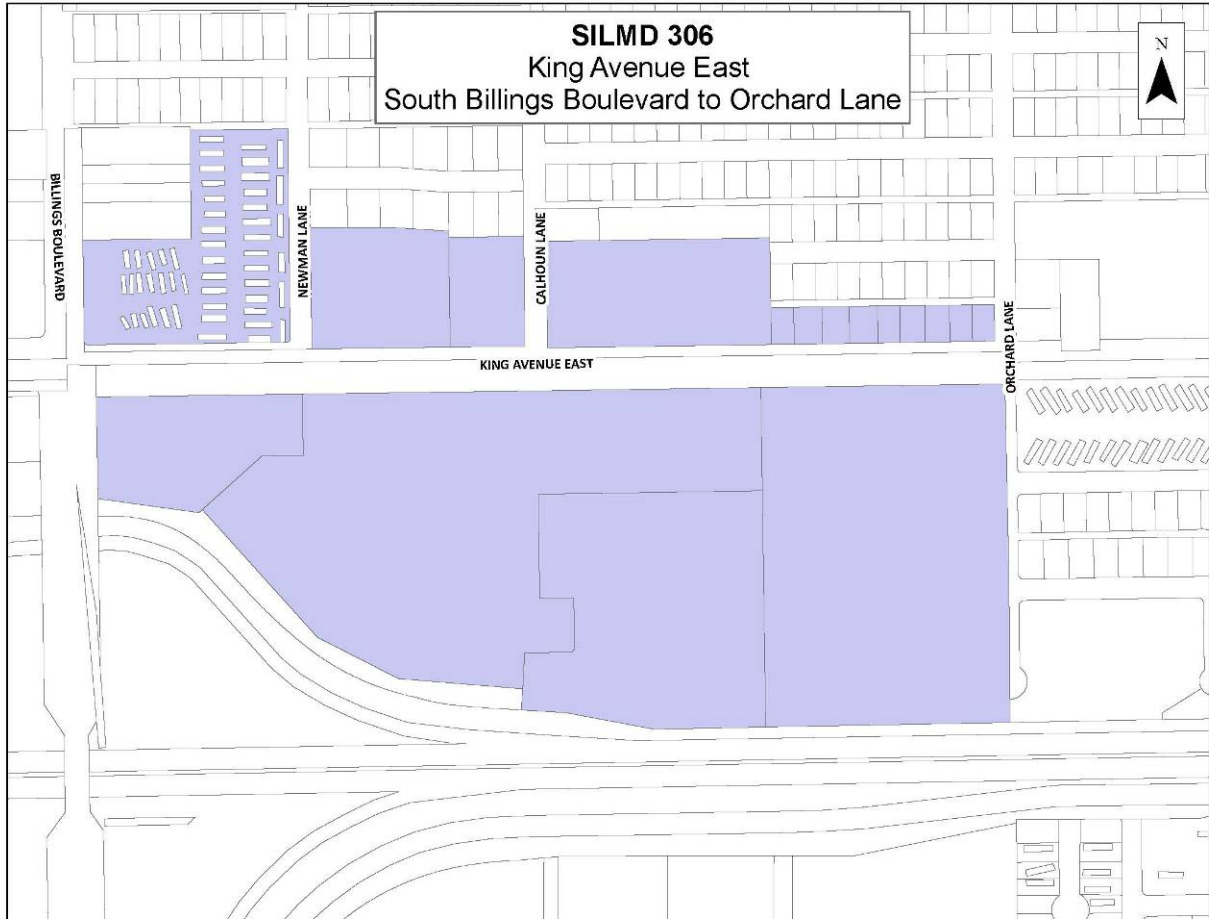 SILMD 306
King Avenue East
South Billings Boulevard to Orchard Lane
N
BILLINGS BOULEVARD
NEWMAN LANE
CALHOUN LANE
ORCHARD LANE
KING AVENUE EAST